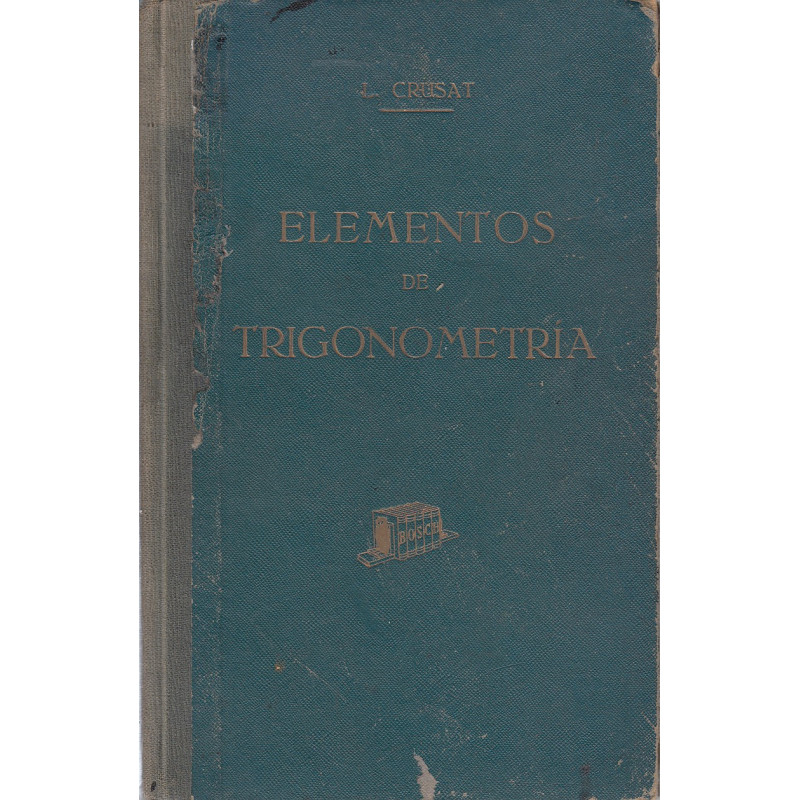 L. CRUSAT
ELEMENTOS
DE
TRIGONOMETRÍA
BOSCH